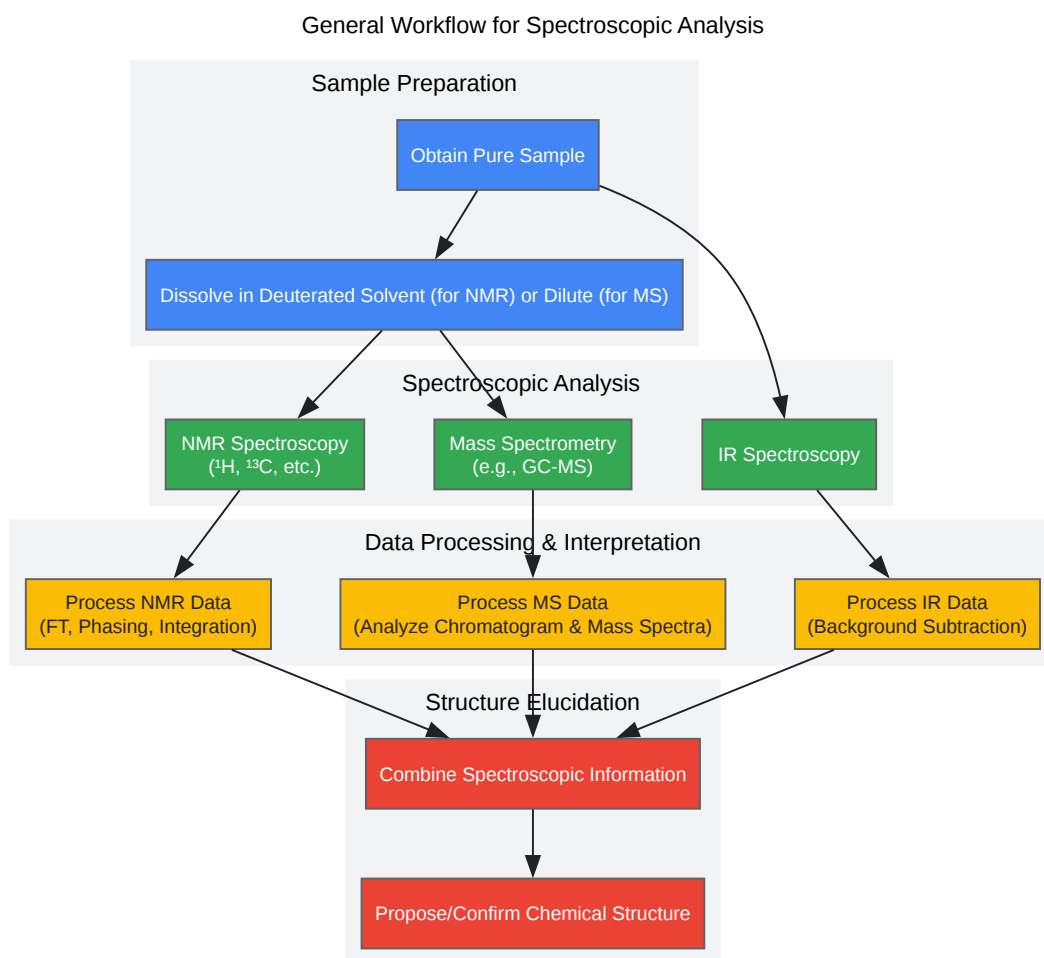 General Workflow for Spectroscopic Analysis
Sample Preparation
Obtain Pure Sample
Dissolve in Deuterated Solvent (for NMR) or Dilute (for MS)
Spectroscopic Analysis
NMR Spectroscopy
(¹H, ¹³C, etc.)
Mass Spectrometry
(e.g., GC-MS)
IR Spectroscopy
Data Processing & Interpretation
Process NMR Data
(FT, Phasing, Integration)
Process MS Data
(Analyze Chromatogram & Mass Spectra)
Process IR Data
(Background Subtraction)
Structure Elucidation
Combine Spectroscopic Information
Propose/Confirm Chemical Structure